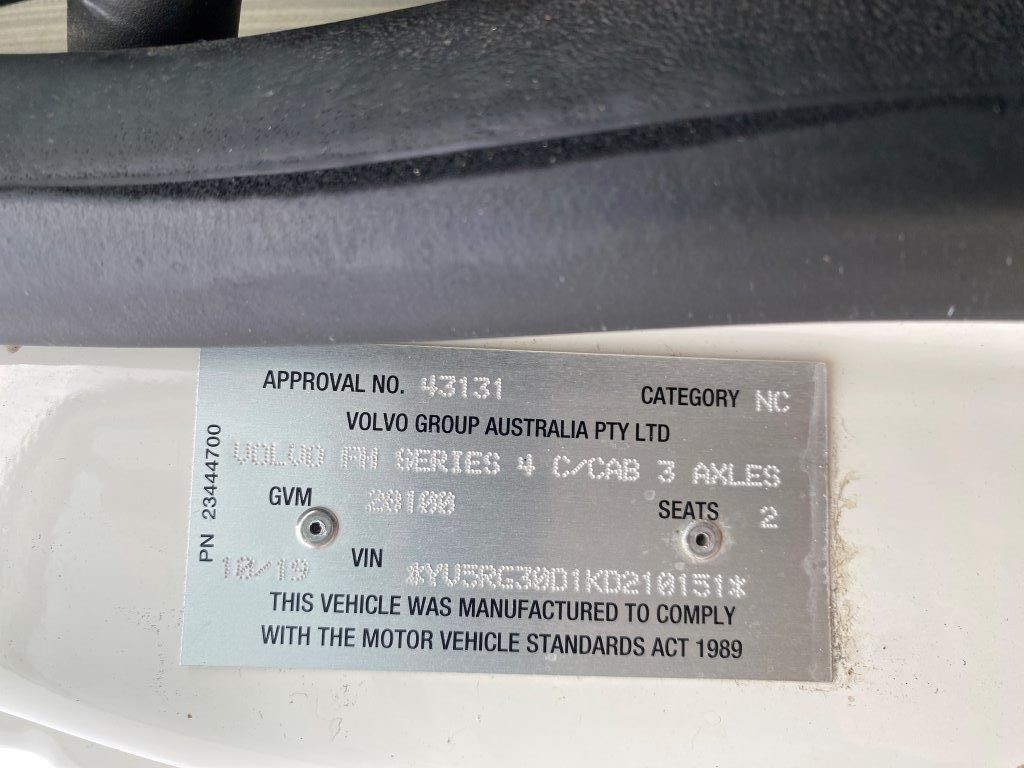 APPROVAL NO. 43131 CATEGORY NC
VOLVO GROUP AUSTRALIA PTY LTD
VOLVO FH SERIES 4 C/CAB 3 AXLES
GVM 28100 SEATS 2
10/19 VIN *YV5RG30D1KD210151*
THIS VEHICLE WAS MANUFACTURED TO COMPLY
WITH THE MOTOR VEHICLE STANDARDS ACT 1989
PN 23444700